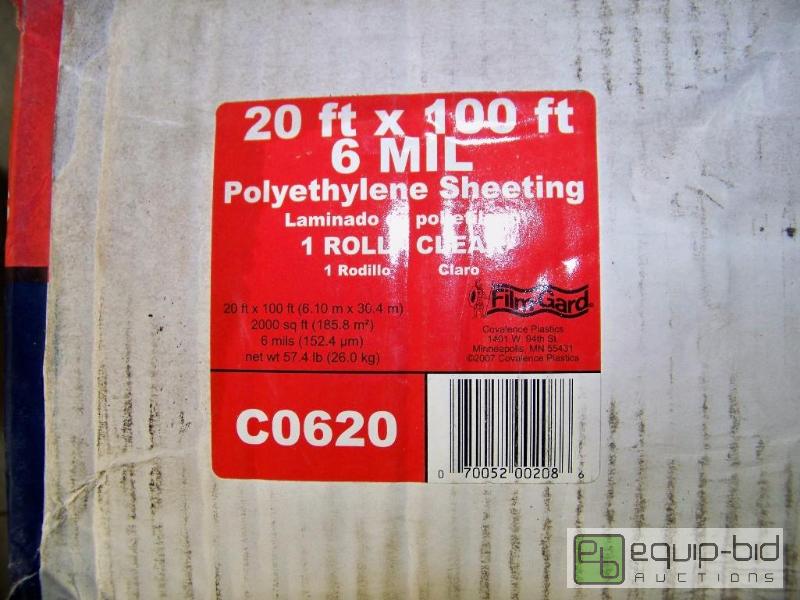 20 ft x 100 ft
6 MIL
Polyethylene Sheeting
Laminado
1 ROLL CLEAR
1 Rodillo Claro
20 ft x 100 ft (6.10 m x 30.4 m)
2000 sq ft (185.8 m²)
6 mils (152.4 µm)
net wt 57.4 lb (26.0 kg)
Film-Gard®
Covalence Plastics
1401 W. 94th St.
Minneapolis, MN 55431
©2007 Covalence Plastics
C0620
0 70052 00208 6
eb equip-bid
AUCTIONS